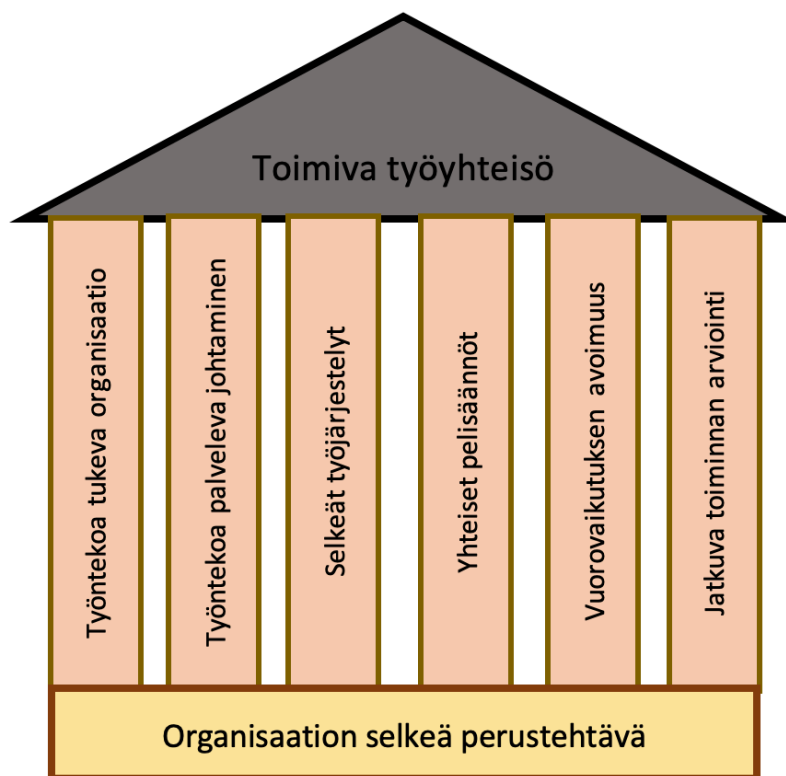 Toimiva työyhteisö
Työntekoa tukeva organisaatio
Työntekoa palveleva johtaminen
Selkeät työjärjestelyt
Yhteiset pelisäännöt
Vuorovaikutuksen avoimuus
Jatkuva toiminnan arviointi
Organisaation selkeä perustehtävä